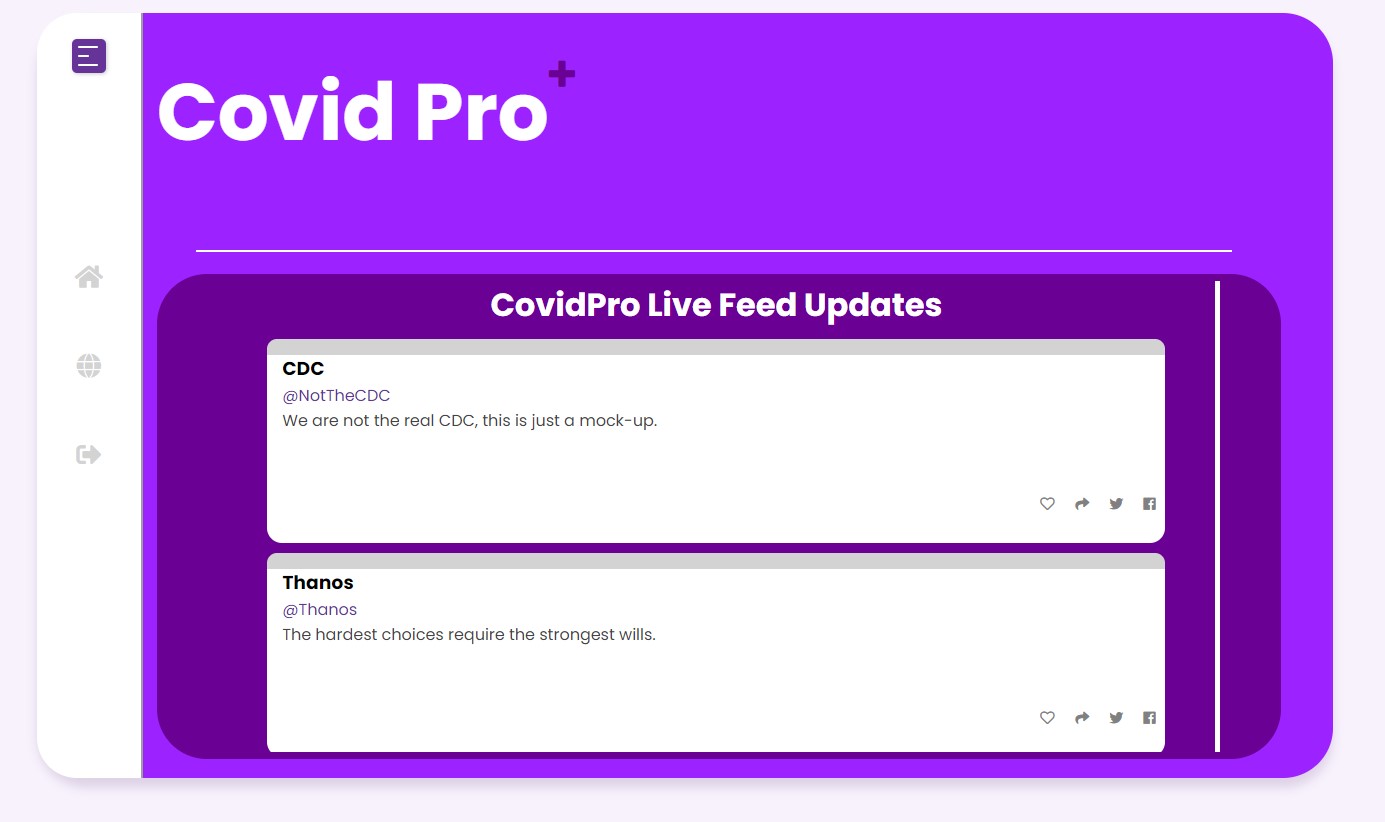 Covid Pro+
CovidPro Live Feed Updates
CDC
@NotTheCDC
We are not the real CDC, this is just a mock-up.
Thanos
@Thanos
The hardest choices require the strongest wills.